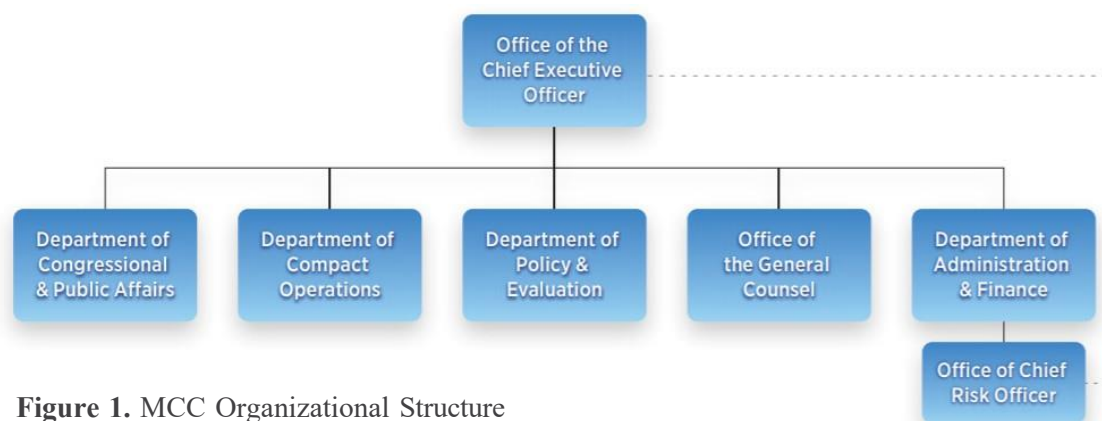 Office of the
Chief Executive
Officer
Department of
Congressional
& Public Affairs
Department of
Compact
Operations
Department of
Policy &
Evaluation
Office of
the General
Counsel
Department of
Administration
& Finance
Office of Chief
Risk Officer
Figure 1. MCC Organizational Structure